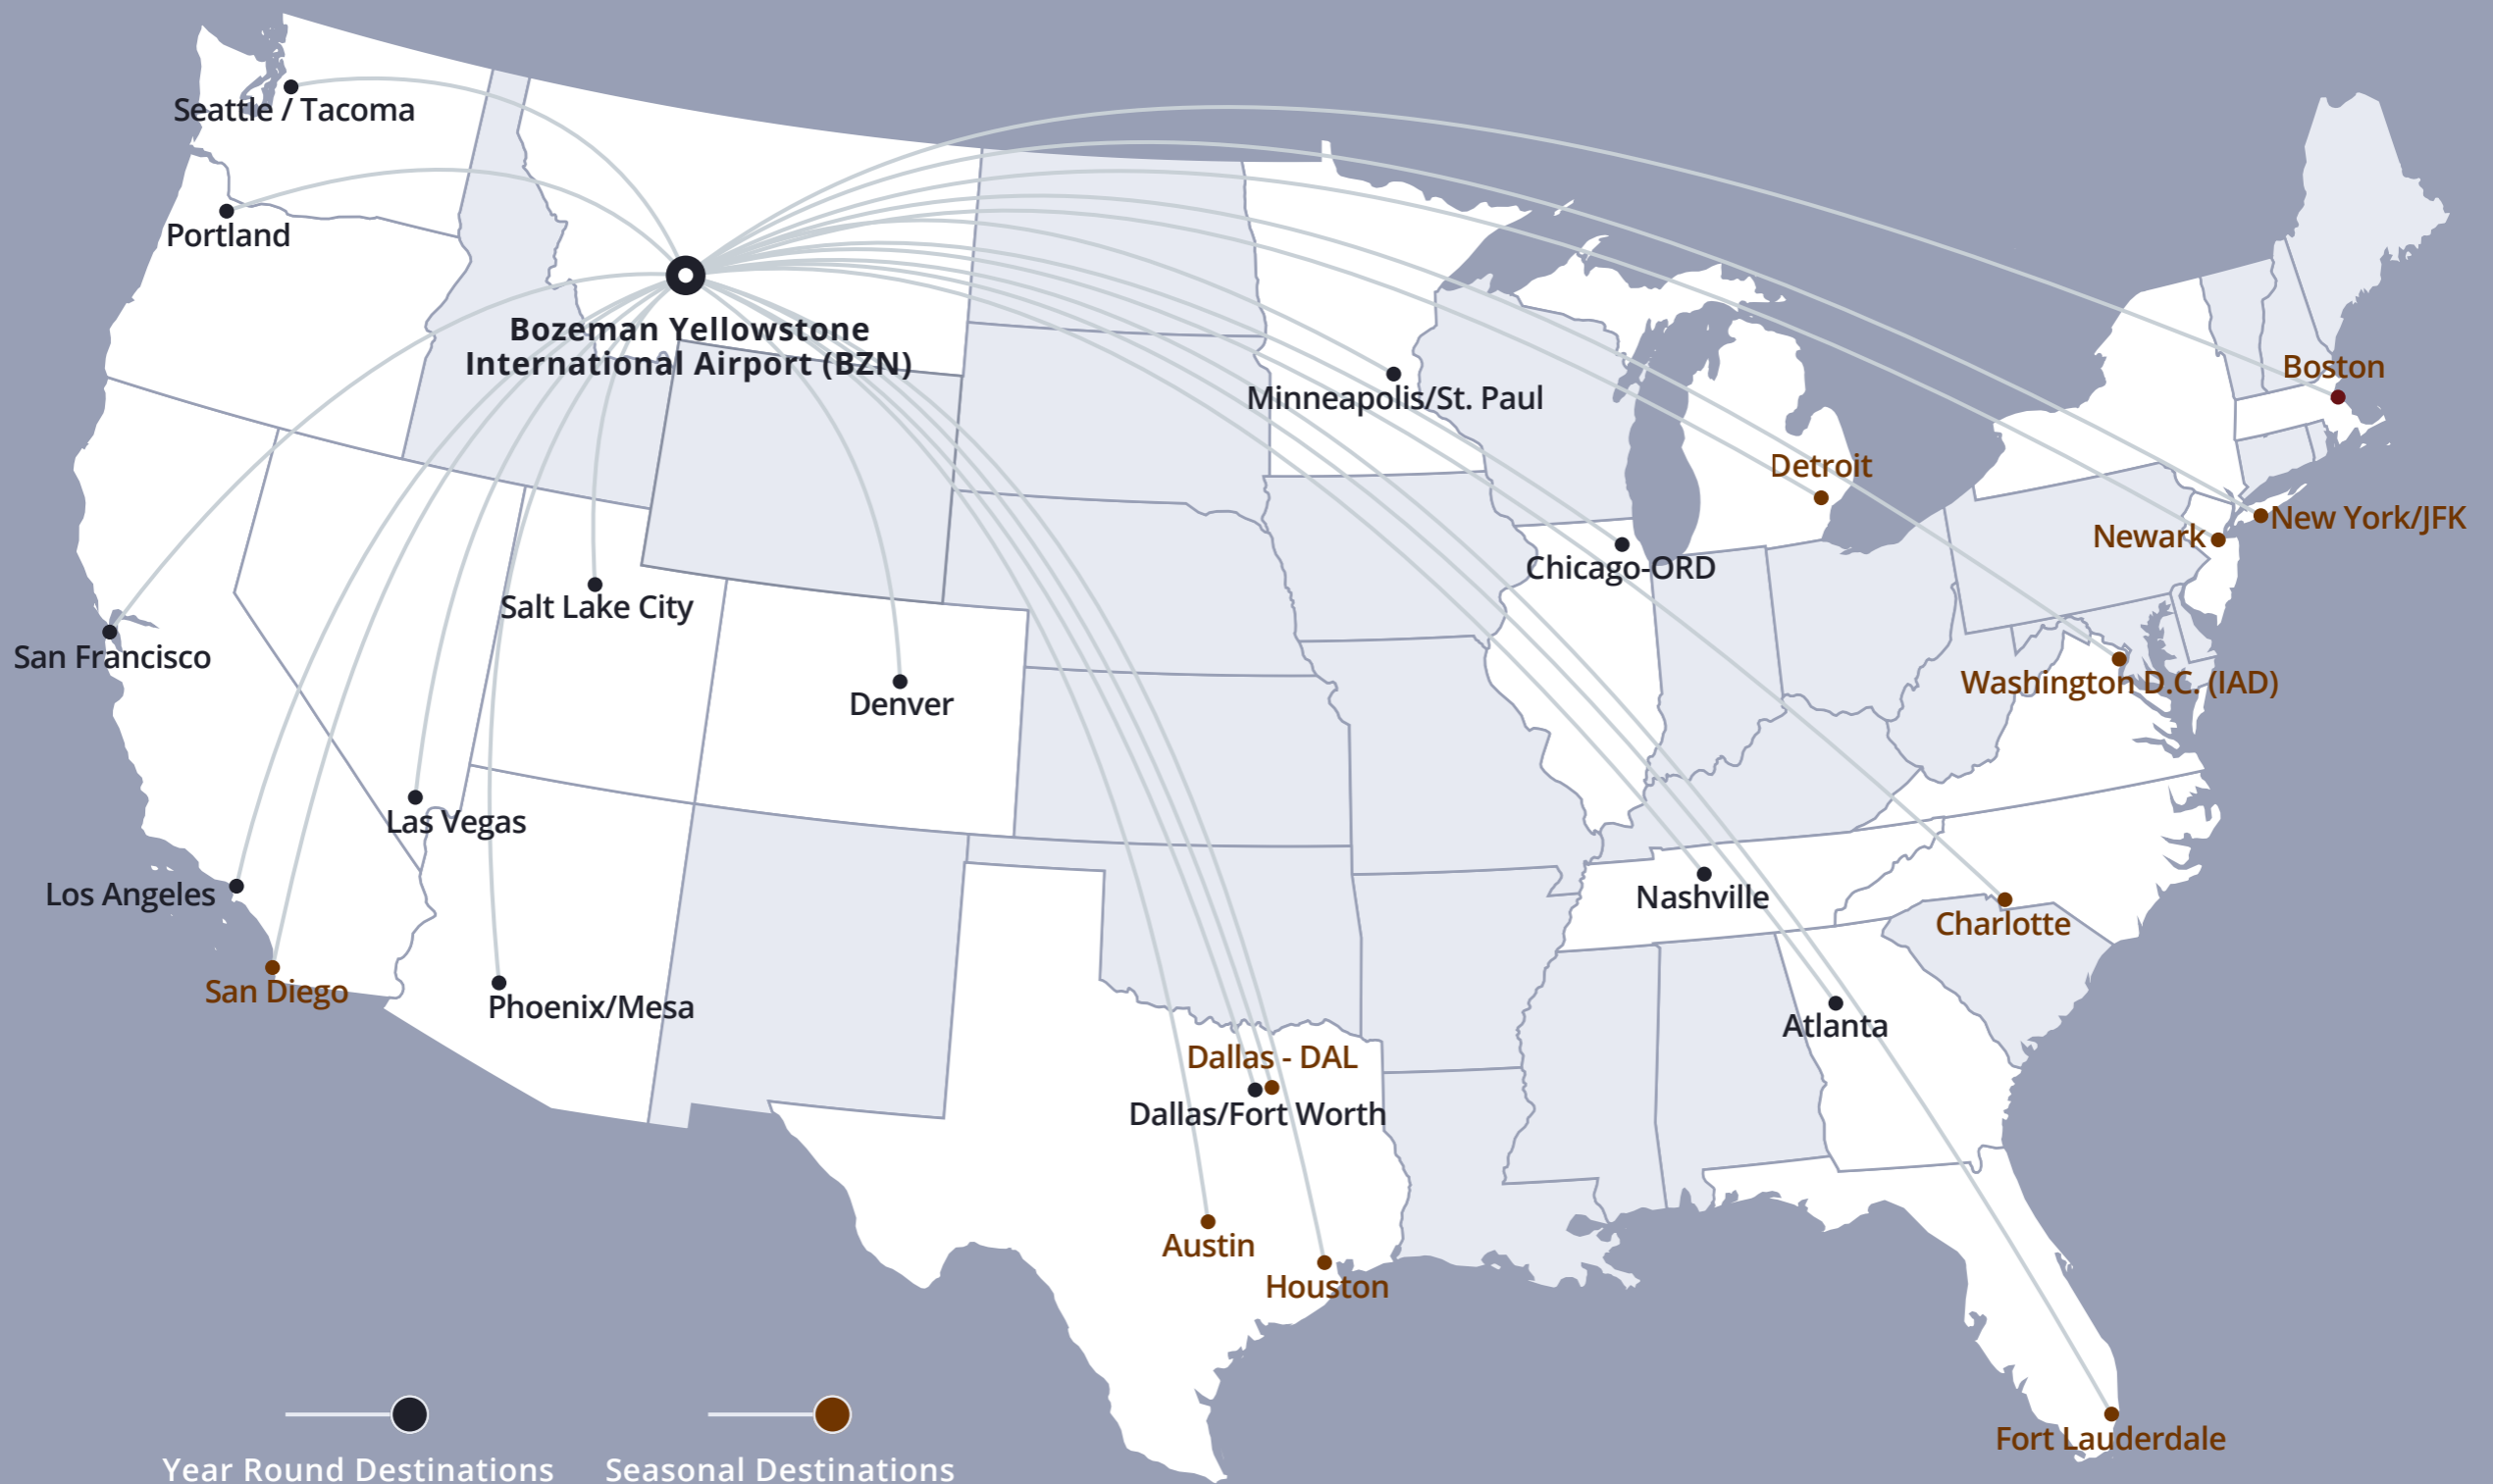 Seattle / Tacoma
Portland
Bozeman Yellowstone
International Airport (BZN)
Minneapolis/St. Paul
Boston
Detroit
New York/JFK
Newark
Chicago-ORD
Salt Lake City
San Francisco
Washington D.C. (IAD)
Denver
Las Vegas
Los Angeles
Nashville
Charlotte
San Diego
Phoenix/Mesa
Atlanta
Dallas - DAL
Dallas/Fort Worth
Austin
Houston
Fort Lauderdale
Year Round Destinations
Seasonal Destinations